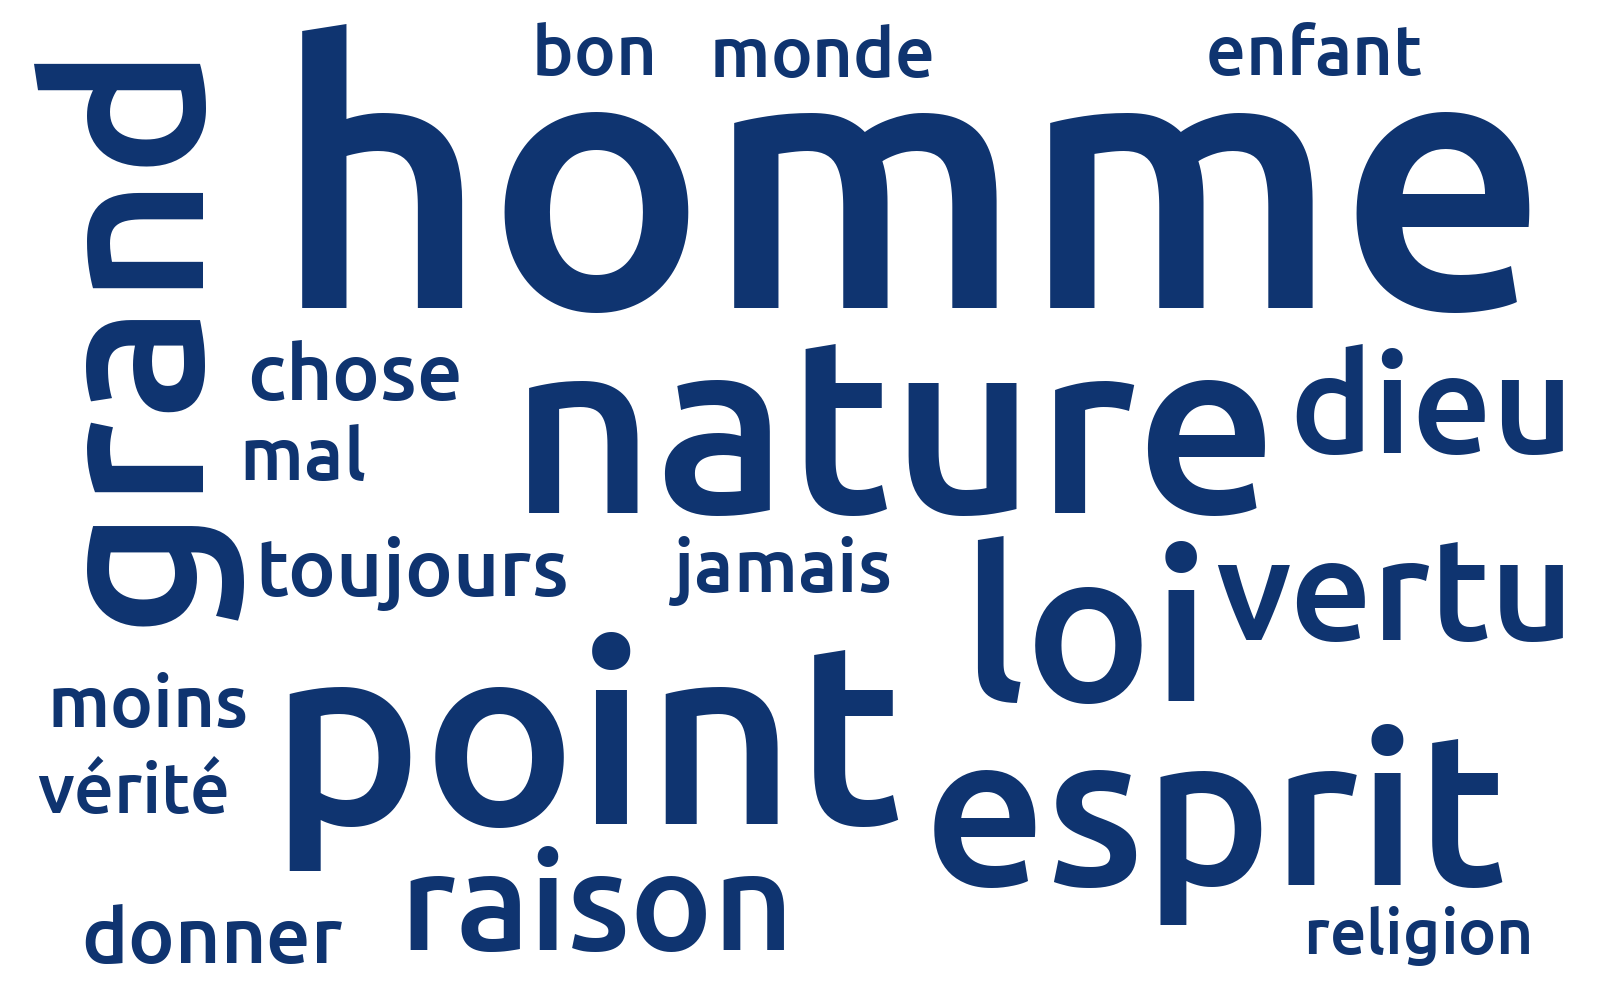 bon
monde
enfant
homme
grand
chose
nature
dieu
mal
toujours
jamais
loi
vertu
moins
point
vérité
esprit
raison
donner
religion